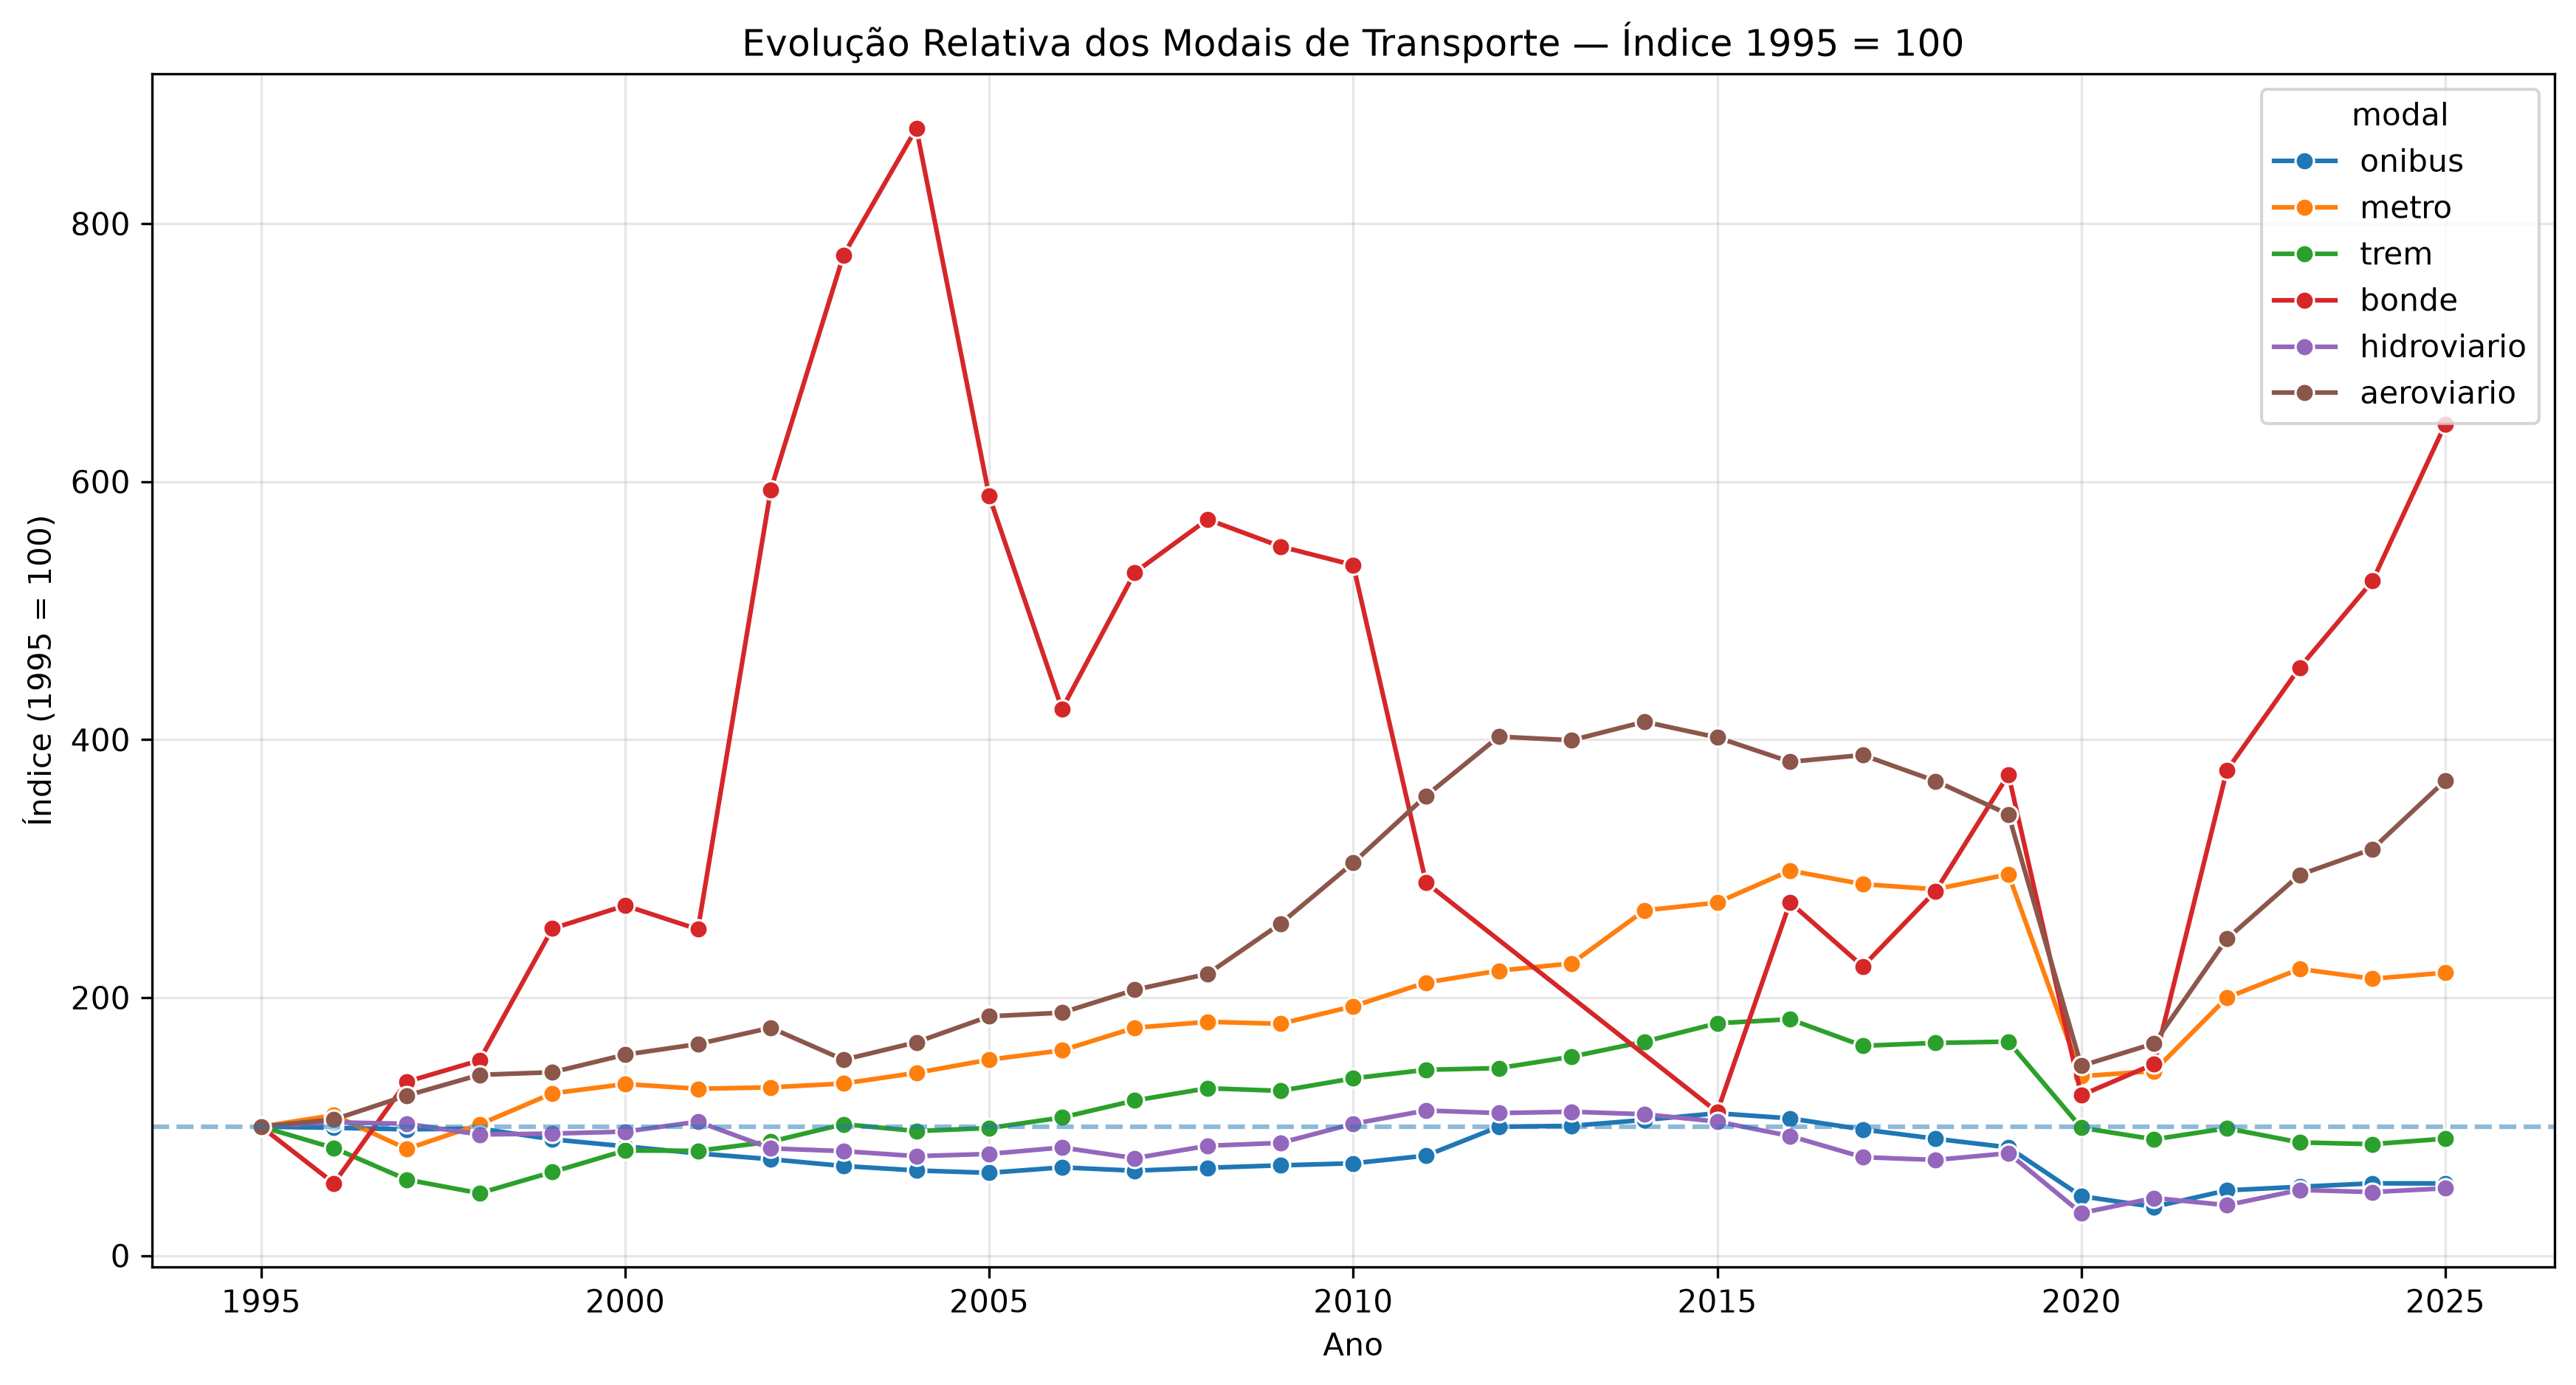 Evolução Relativa dos Modais de Transporte — Índice 1995 = 100
modal
onibus
metro
trem
bonde
hidroviario
aeroviario
Índice (1995 = 100)
800
600
400
200
0
1995 2000 2005 2010 2015 2020 2025
Ano